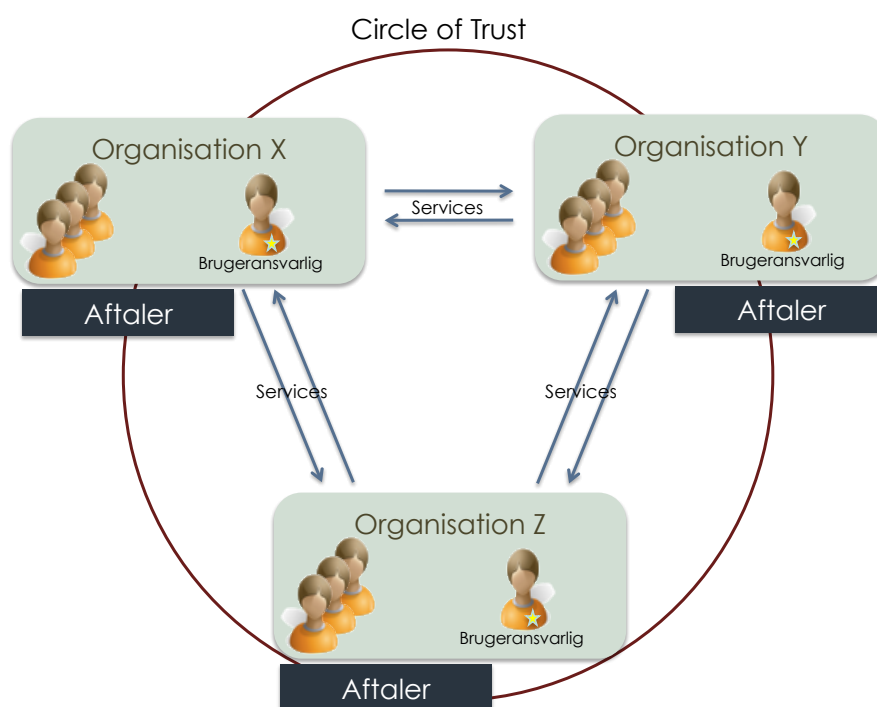 Circle of Trust
Organisation X
Brugeransvarlig
Aftaler
Services
Organisation Y
Brugeransvarlig
Aftaler
Services
Services
Organisation Z
Brugeransvarlig
Aftaler